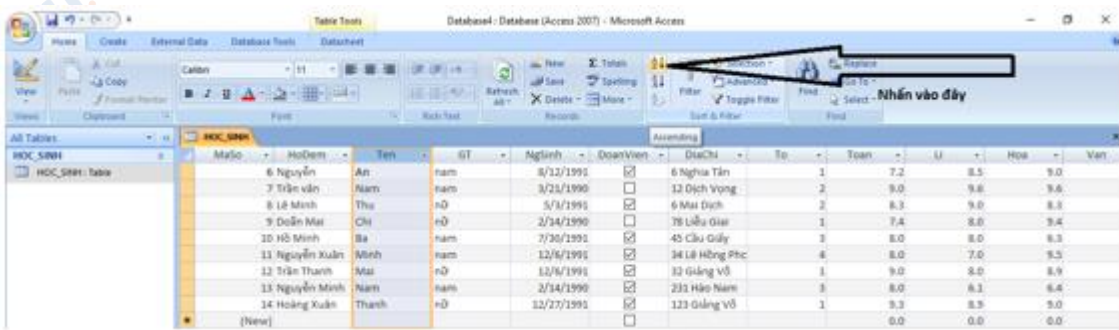 Table Tools
Database4 : Database (Access 2007) - Microsoft Access
Home Create External Data Database Tools Datasheet
View Paste Cut Copy Format Painter
Calibri 11
B I U
Refresh All New Save Delete Totals Spelling More
Filter Selection Advanced Toggle Filter
Find Replace Go To Select
Nhấn vào đây
Views Clipboard Font Rich Text Records Sort & Filter Find
All Tables
HOC_SINH
Ascending
HOC_SINH
HOC_SINH : Table
MaSo HoDem Ten GT NgSinh DoanVien DiaChi To Toan Li Hoa Van
6 Nguyễn An nam 8/12/1991 6 Nghia Tân 1 7.2 8.5 9.0
7 Trần văn Nam nam 3/21/1990 12 Dịch Vọng 2 9.0 9.6 9.6
8 Lê Minh Thu nữ 5/3/1991 6 Mai Dịch 2 8.3 9.0 8.3
9 Doãn Mai Chi nữ 2/14/1990 78 Liễu Giai 1 7.4 8.0 9.4
10 Hồ Minh Ba nam 7/30/1991 45 Cầu Giấy 3 8.0 8.0 6.3
11 Nguyễn Xuân Minh nam 12/6/1991 34 Lê Hồng Phc 4 8.0 7.0 9.5
12 Trần Thanh Mai nữ 12/6/1991 32 Giảng Võ 1 9.0 8.0 8.9
13 Nguyễn Minh Nam nam 2/14/1990 231 Hào Nam 3 8.0 6.1 6.4
14 Hoàng Xuân Thanh nữ 12/27/1991 123 Giảng Võ 1 9.3 8.9 9.0
(New) 0.0 0.0 0.0